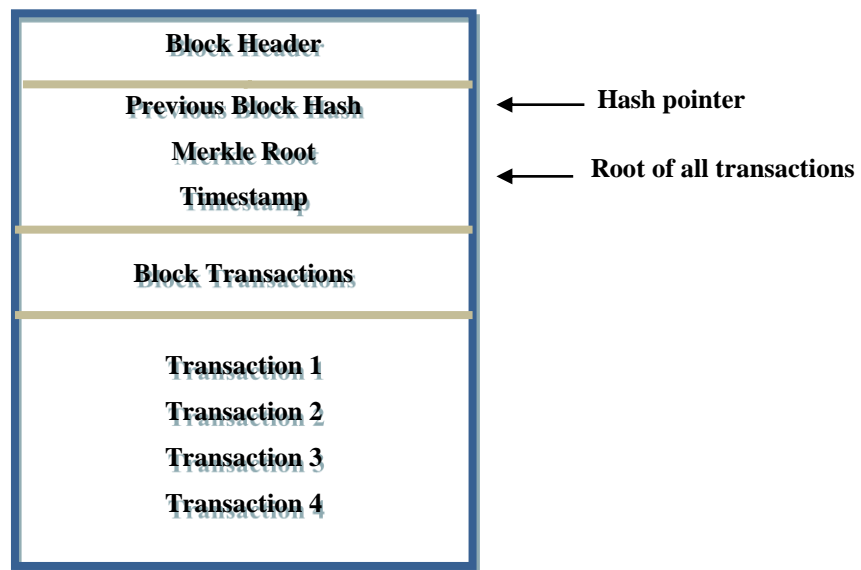 Block Header
Previous Block Hash
Hash pointer
Merkle Root
Root of all transactions
Timestamp
Block Transactions
Transaction 1
Transaction 2
Transaction 3
Transaction 4